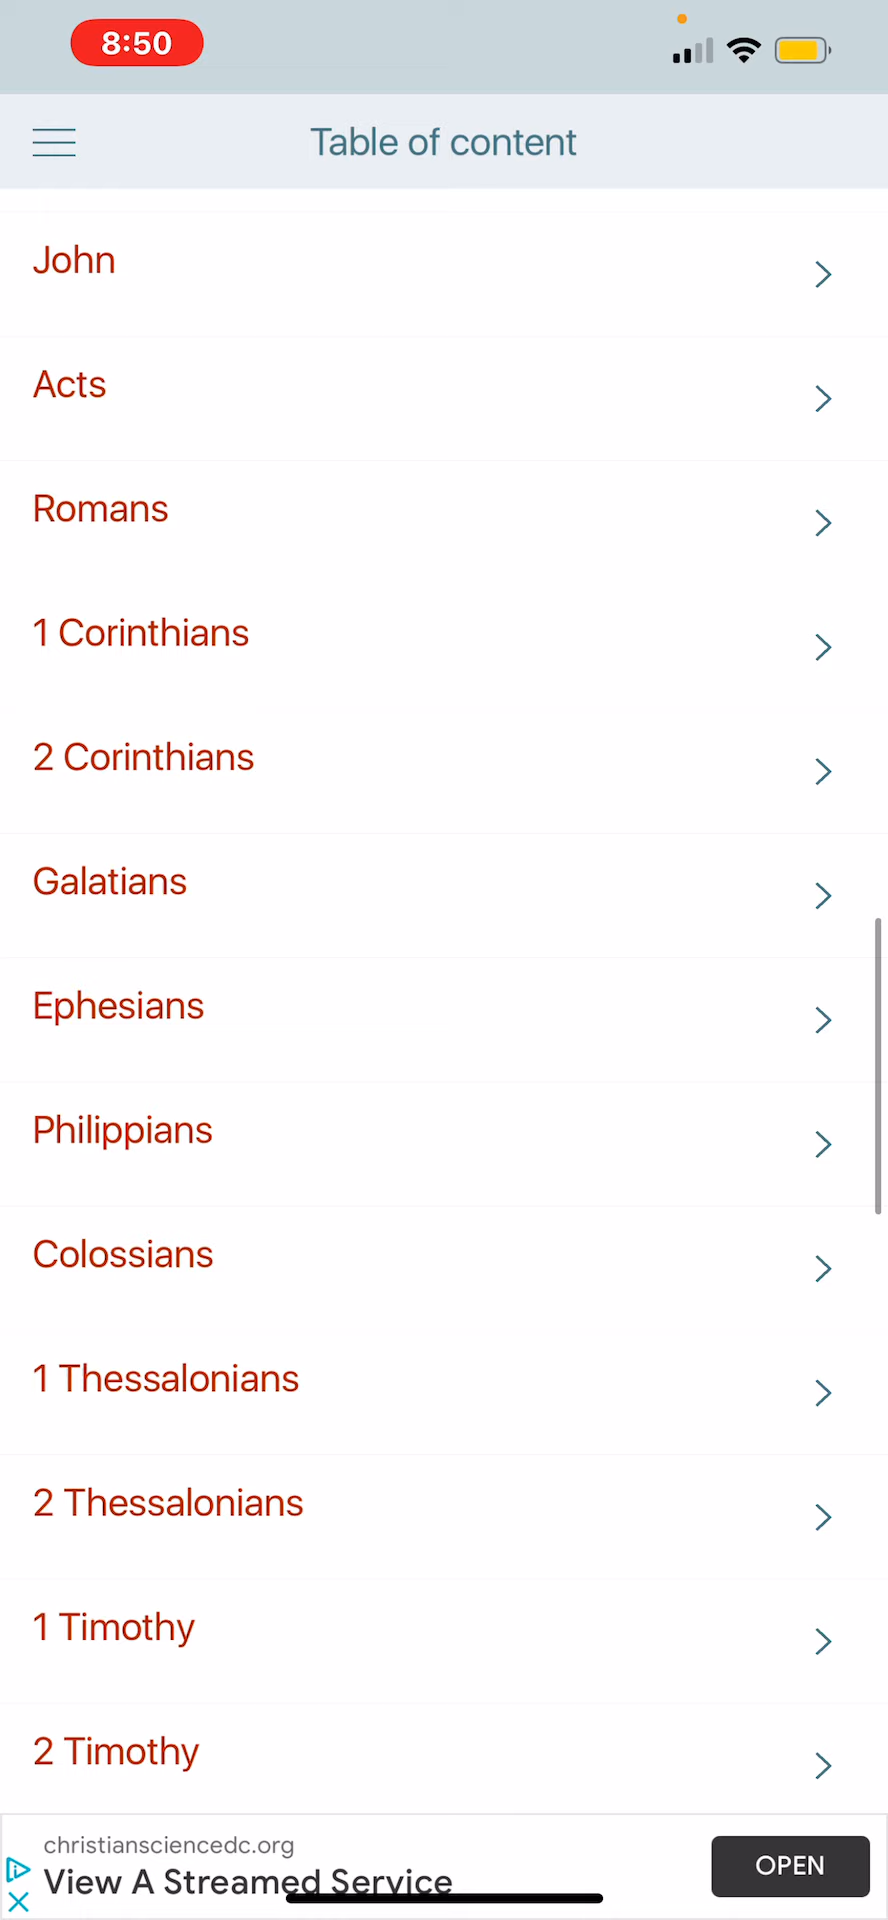 8:50
Table of content
John
Acts
Romans
1 Corinthians
2 Corinthians
Galatians
Ephesians
Philippians
Colossians
1 Thessalonians
2 Thessalonians
1 Timothy
2 Timothy
christiansciencedc.org
View A Streamed Service
OPEN